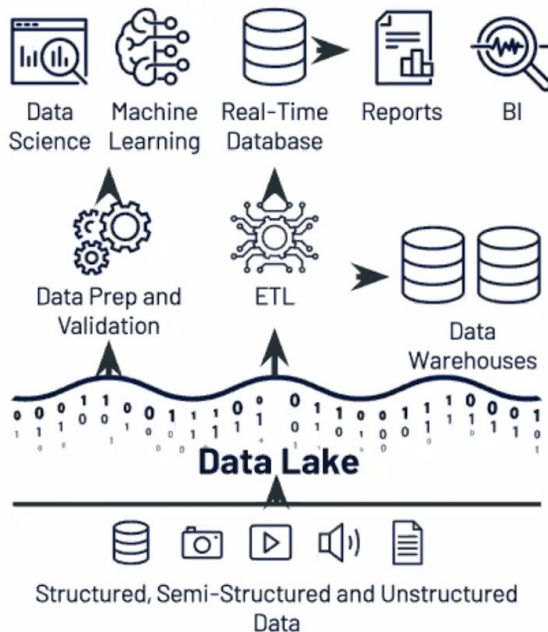 Data Science
Machine Learning
Real-Time Database
Reports
BI
Data Prep and Validation
ETL
Data Warehouses
Data Lake
Structured, Semi-Structured and Unstructured
Data